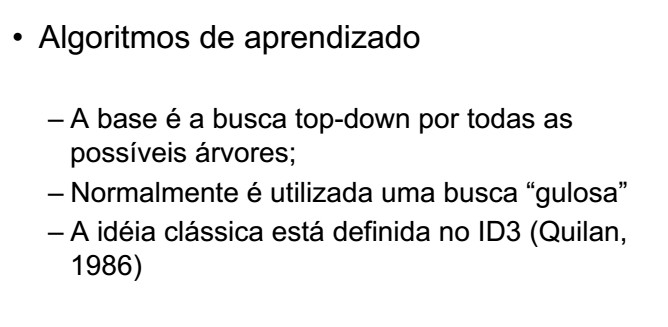 • Algoritmos de aprendizado
– A base é a busca top-down por todas as
possíveis árvores;
– Normalmente é utilizada uma busca “gulosa”
– A idéia clássica está definida no ID3 (Quilan,
1986)